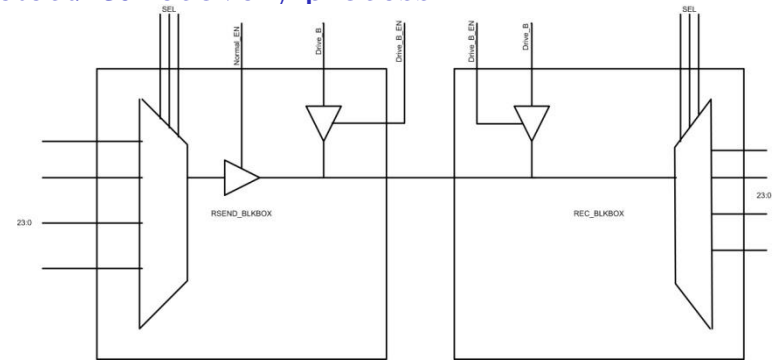 SEL
Normal_EN
Drive_B
Drive_B_EN
Drive_B_EN
Drive_B
SEL
23:0
RSEND_BLKBOX
REC_BLKBOX
23:0